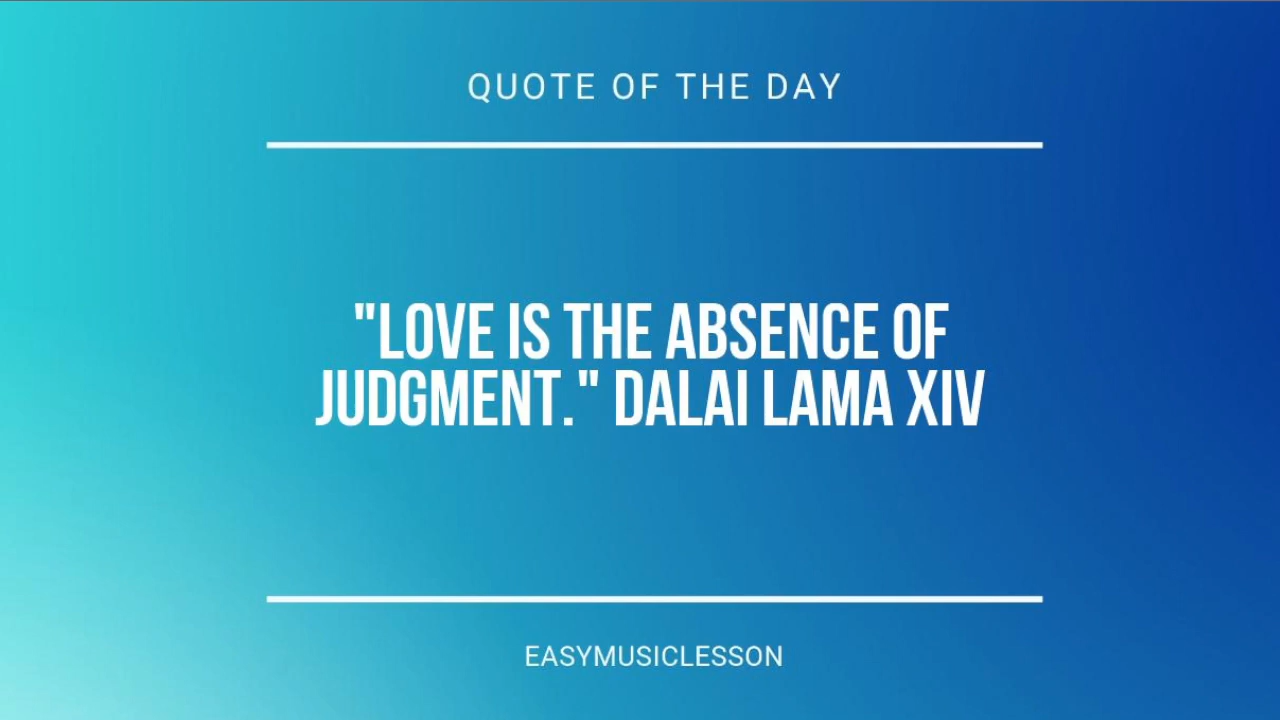 QUOTE OF THE DAY
"LOVE IS THE ABSENCE OF
JUDGMENT." DALAI LAMA XIV
EASYMUSICLESSON